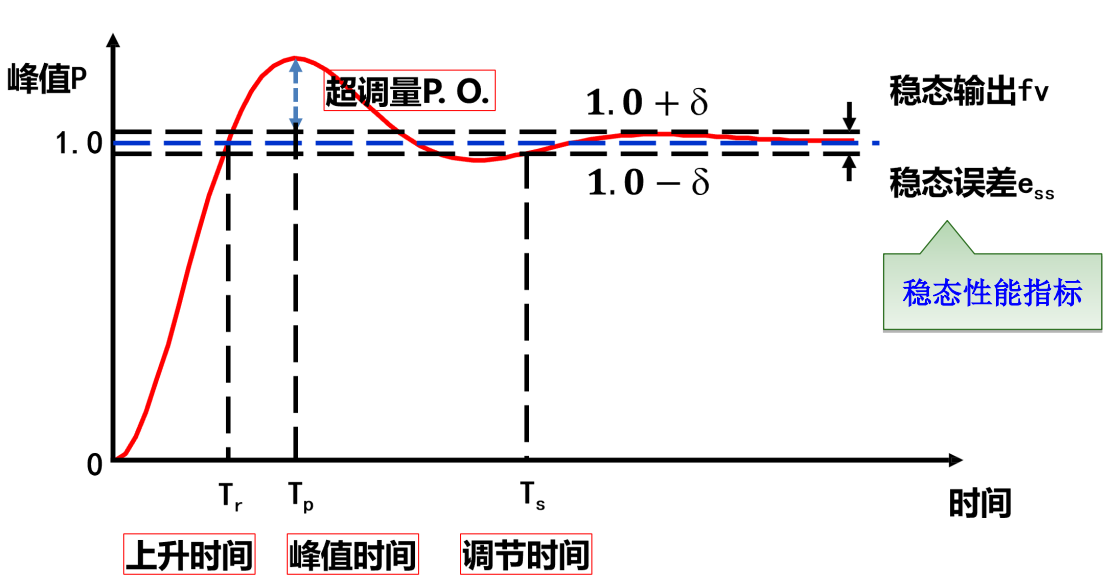 峰值P
超调量P.O.
1.0+δ
稳态输出fv
1.0
1.0−δ
稳态误差ess
稳态性能指标
0
Tr
Tp
Ts
时间
上升时间
峰值时间
调节时间